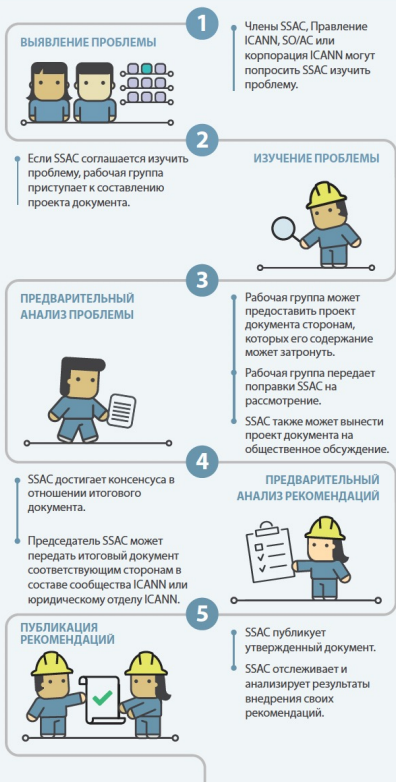 1
ВЫЯВЛЕНИЕ ПРОБЛЕМЫ
Члены SSAC, Правление
ICANN, SO/AC или
корпорация ICANN могут
попросить SSAC изучить
проблему.
2
ИЗУЧЕНИЕ ПРОБЛЕМЫ
Если SSAC соглашается изучить
проблему, рабочая группа
приступает к составлению
проекта документа.
3
ПРЕДВАРИТЕЛЬНЫЙ
АНАЛИЗ ПРОБЛЕМЫ
Рабочая группа может
предоставить проект
документа сторонам,
которых его содержание
может затронуть.
Рабочая группа передает
поправки SSAC на
рассмотрение.
SSAC также может вынести
проект документа на
общественное обсуждение.
4
ПРЕДВАРИТЕЛЬНЫЙ
АНАЛИЗ РЕКОМЕНДАЦИЙ
SSAC достигает консенсуса в
отношении итогового
документа.
Председатель SSAC может
передать итоговый документ
соответствующим сторонам в
составе сообщества ICANN или
юридическому отделу ICANN.
5
ПУБЛИКАЦИЯ
РЕКОМЕНДАЦИЙ
SSAC публикует
утвержденный документ.
SSAC отслеживает и
анализирует результаты
внедрения своих
рекомендаций.